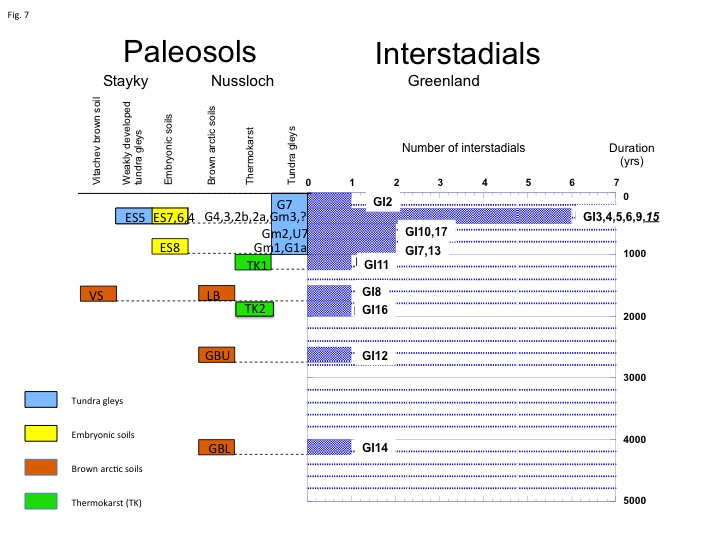 Fig. 7
Paleosols
Interstadials
Stayky
Nussloch
Greenland
Vitachev brown soil
Weakly developed
tundra gleys
Embryonic soils
Brown arctic soils
Thermokarst
Tundra gleys
Number of interstadials
Duration
(yrs)
0 1 2 3 4 5 6 7
0
G7
GI2
ES5 ES7,6,4 G4,3,2b,2a,Gm3,?
GI3,4,5,6,9,15
Gm2,U7
GI10,17
ES8
Gm1,G1a
GI7,13
1000
TK1
GI11
VS
LB
GI8
TK2
GI16
2000
GBU
GI12
3000
Tundra gleys
Embryonic soils
GBL
GI14
4000
Brown arctic soils
Thermokarst (TK)
5000